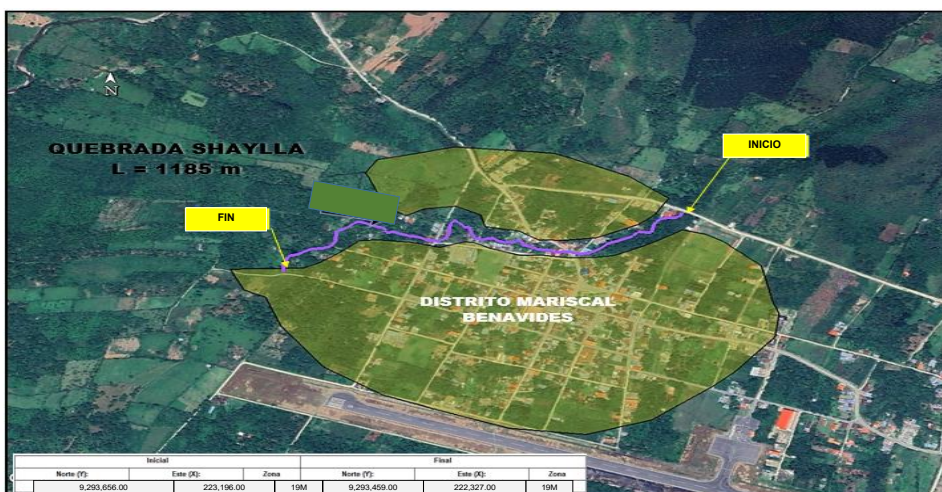 N
QUEBRADA SHAYLLA
L = 1185 m
INICIO
FIN
DISTRITO MARISCAL
BENAVIDES
Inicial Final
Norte (Y): Este (X): Zona Norte (Y): Este (X): Zona
9,293,656.00 223,196.00 19M 9,293,459.00 222,327.00 19M